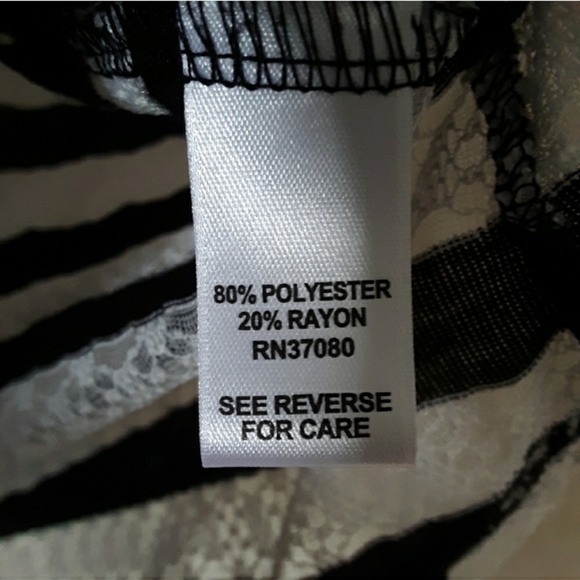 80% POLYESTER
20% RAYON
RN37080
SEE REVERSE
FOR CARE